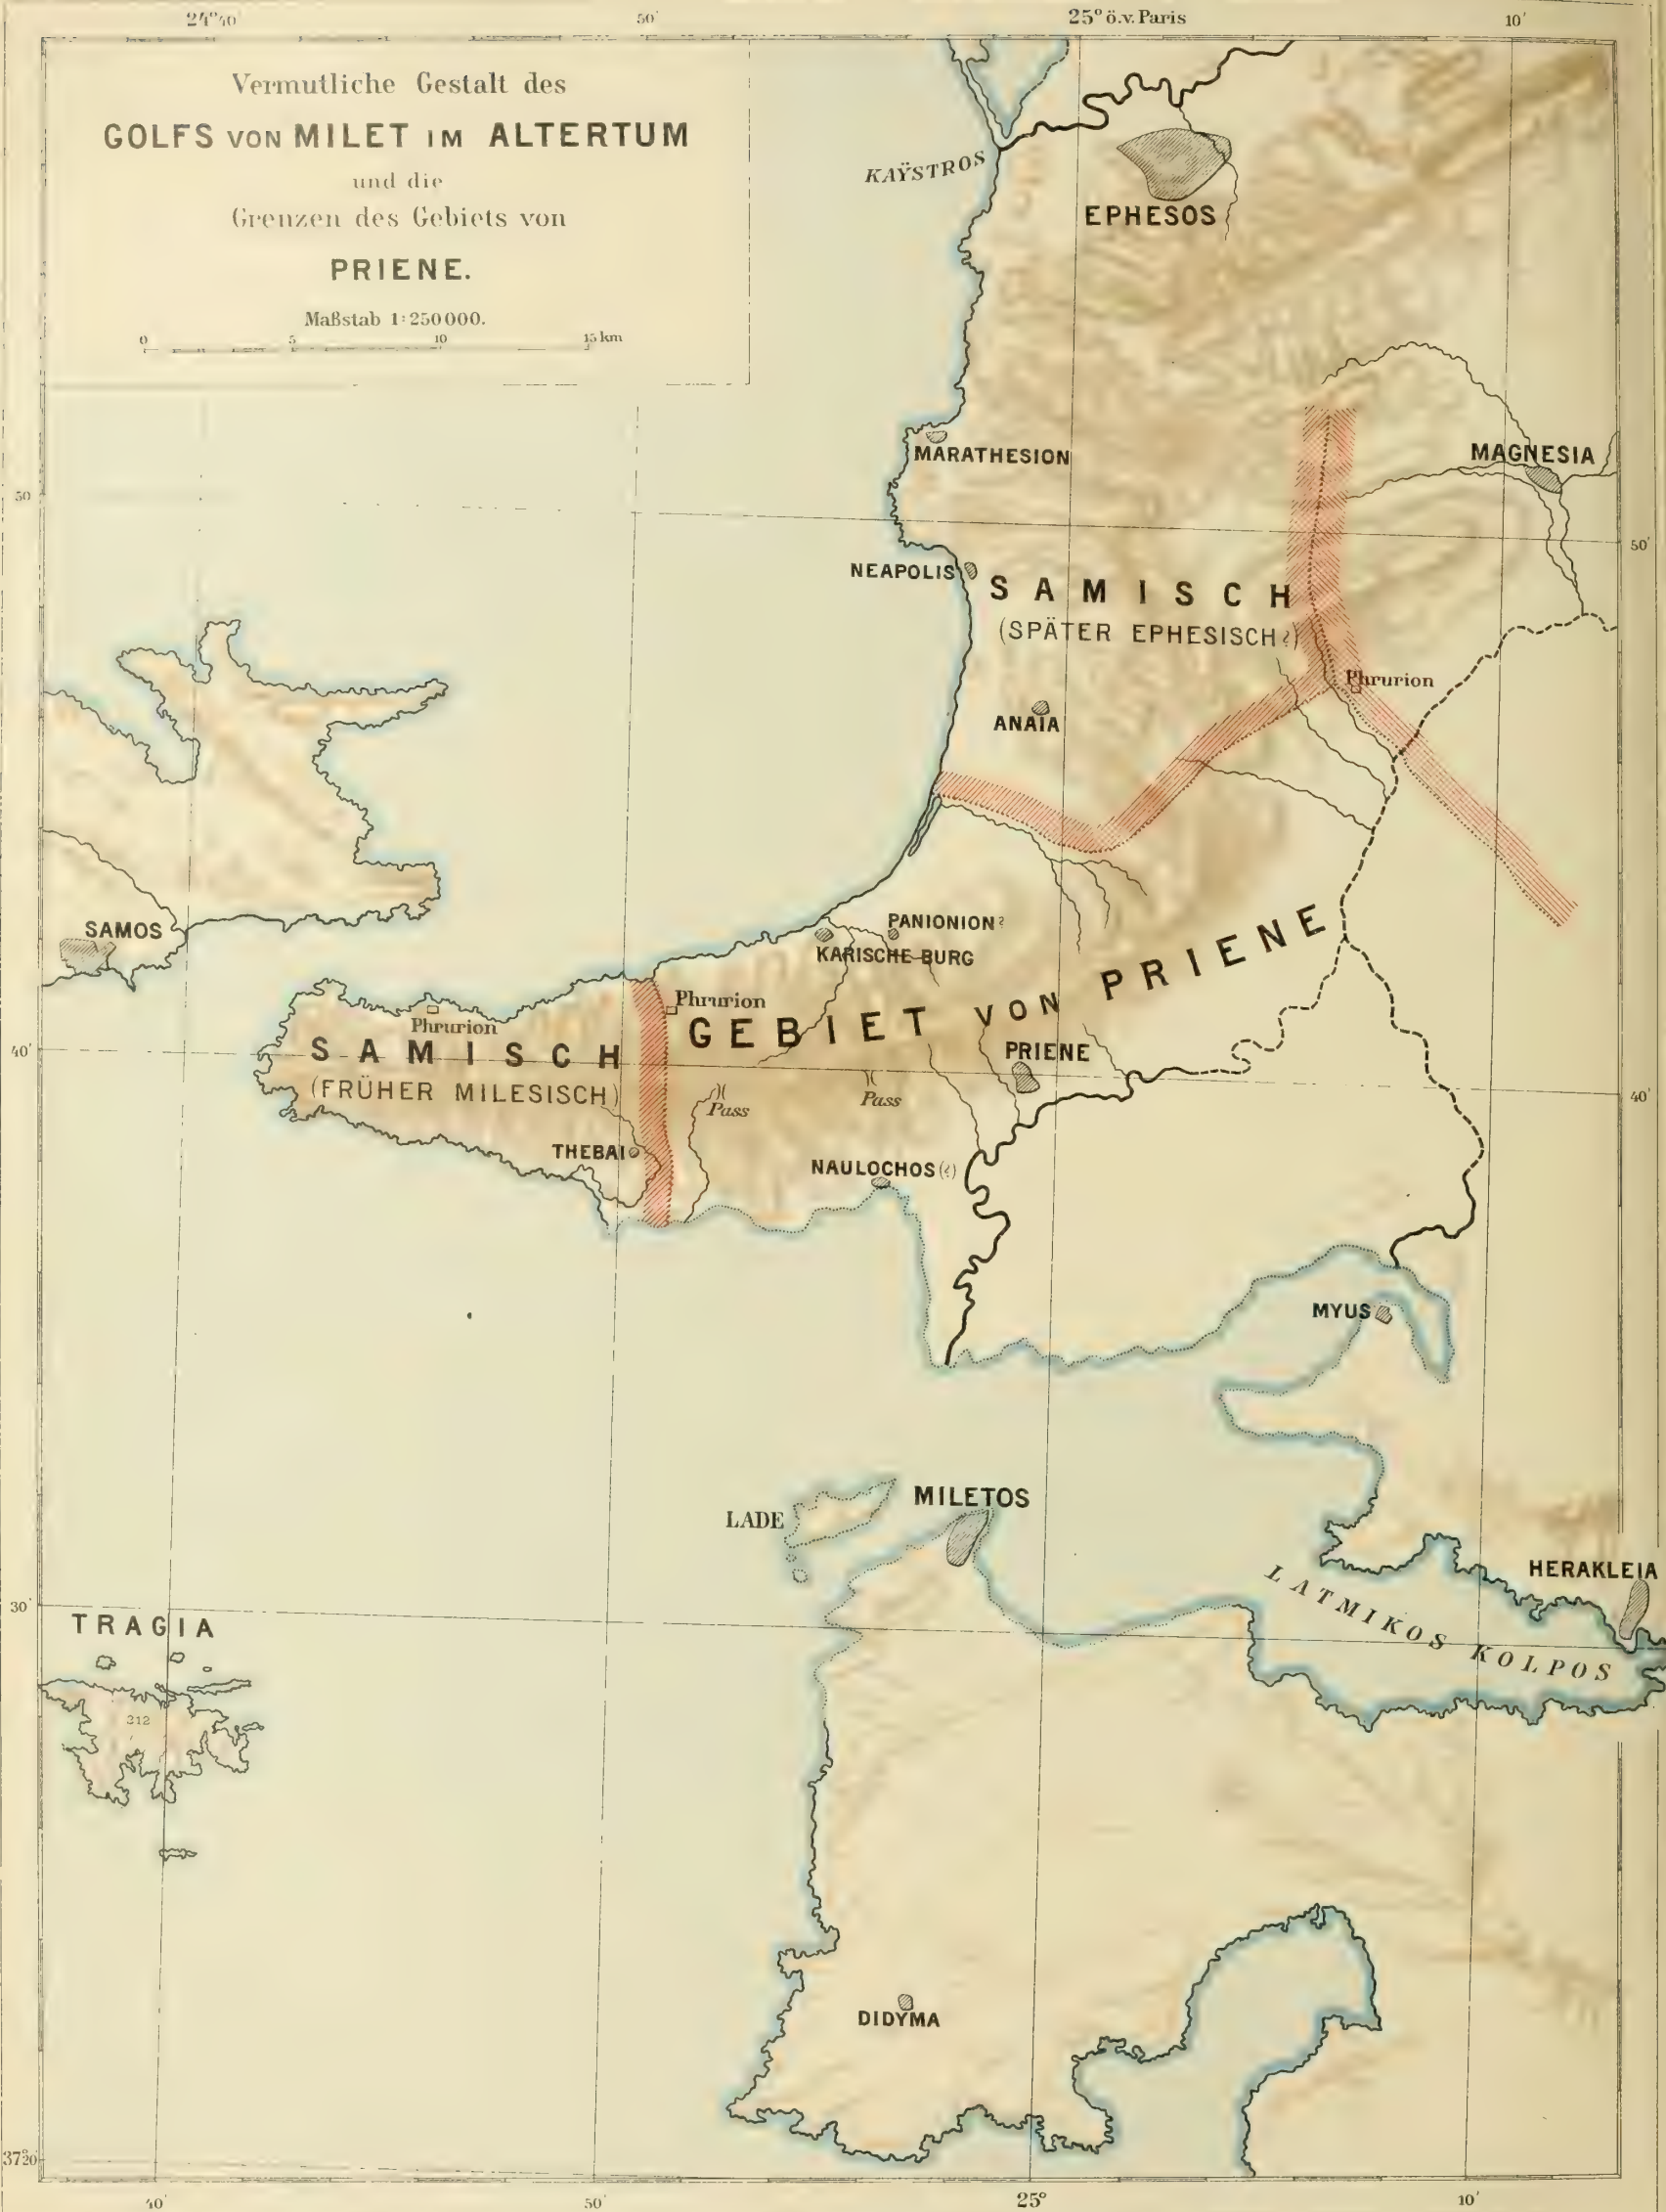 24°40'
50'
25° ö.v. Paris
10'
Vermutliche Gestalt des
GOLFS VON MILET IM ALTERTUM
und die
Grenzen des Gebiets von
PRIENE.
Maßstab 1:250000.
0 5 10 15 km
KAŸSTROS
EPHESOS
MARATHESION
MAGNESIA
50
50'
NEAPOLIS
SAMISCH
(SPÄTER EPHESISCH?)
Phrurion
ANAIA
SAMOS
PANIONION?
KARISCHE BURG
Phrurion
Phrurion
GEBIET VON PRIENE
SAMISCH
(FRÜHER MILESISCH)
PRIENE
40'
40'
Pass
Pass
THEBAI
NAULOCHOS(?)
MYUS
MILETOS
LADE
HERAKLEIA
LATMIKOS KOLPOS
30'
TRAGIA
312
DIDYMA
37°20'
40'
50'
25°
10'